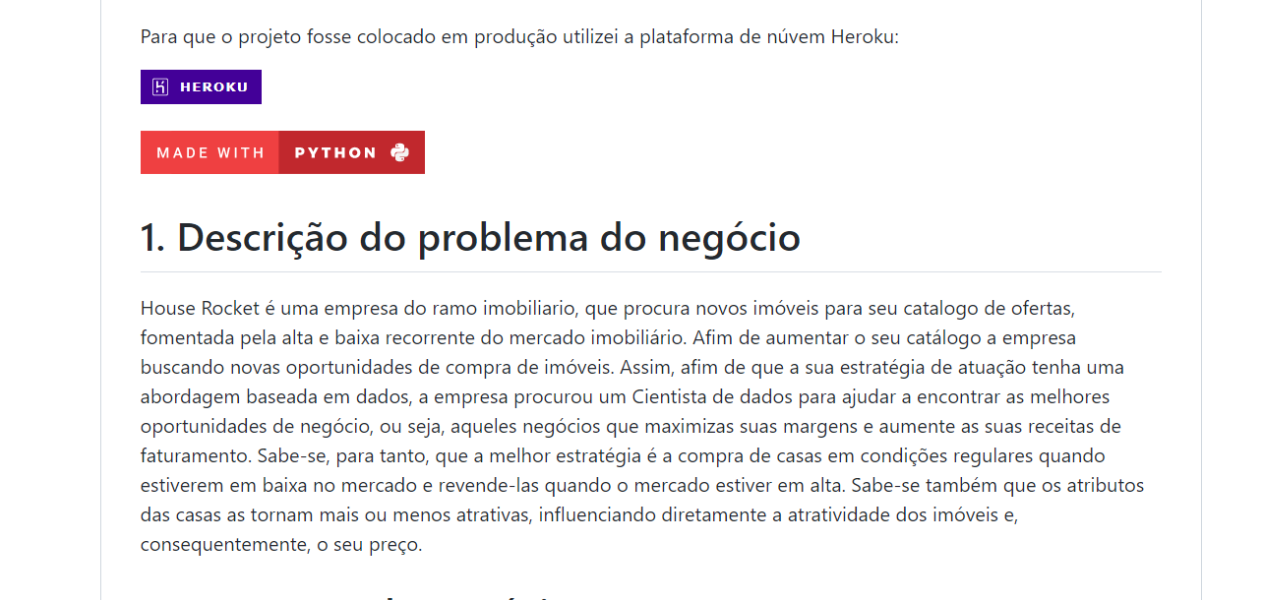 Para que o projeto fosse colocado em produção utilizei a plataforma de núvem Heroku:
HEROKU
MADE WITH PYTHON
1. Descrição do problema do negócio
House Rocket é uma empresa do ramo imobiliario, que procura novos imóveis para seu catalogo de ofertas,
fomentada pela alta e baixa recorrente do mercado imobiliário. Afim de aumentar o seu catálogo a empresa
buscando novas oportunidades de compra de imóveis. Assim, afim de que a sua estratégia de atuação tenha uma
abordagem baseada em dados, a empresa procurou um Cientista de dados para ajudar a encontrar as melhores
oportunidades de negócio, ou seja, aqueles negócios que maximizas suas margens e aumente as suas receitas de
faturamento. Sabe-se, para tanto, que a melhor estratégia é a compra de casas em condições regulares quando
estiverem em baixa no mercado e revende-las quando o mercado estiver em alta. Sabe-se também que os atributos
das casas as tornam mais ou menos atrativas, influenciando diretamente a atratividade dos imóveis e,
consequentemente, o seu preço.